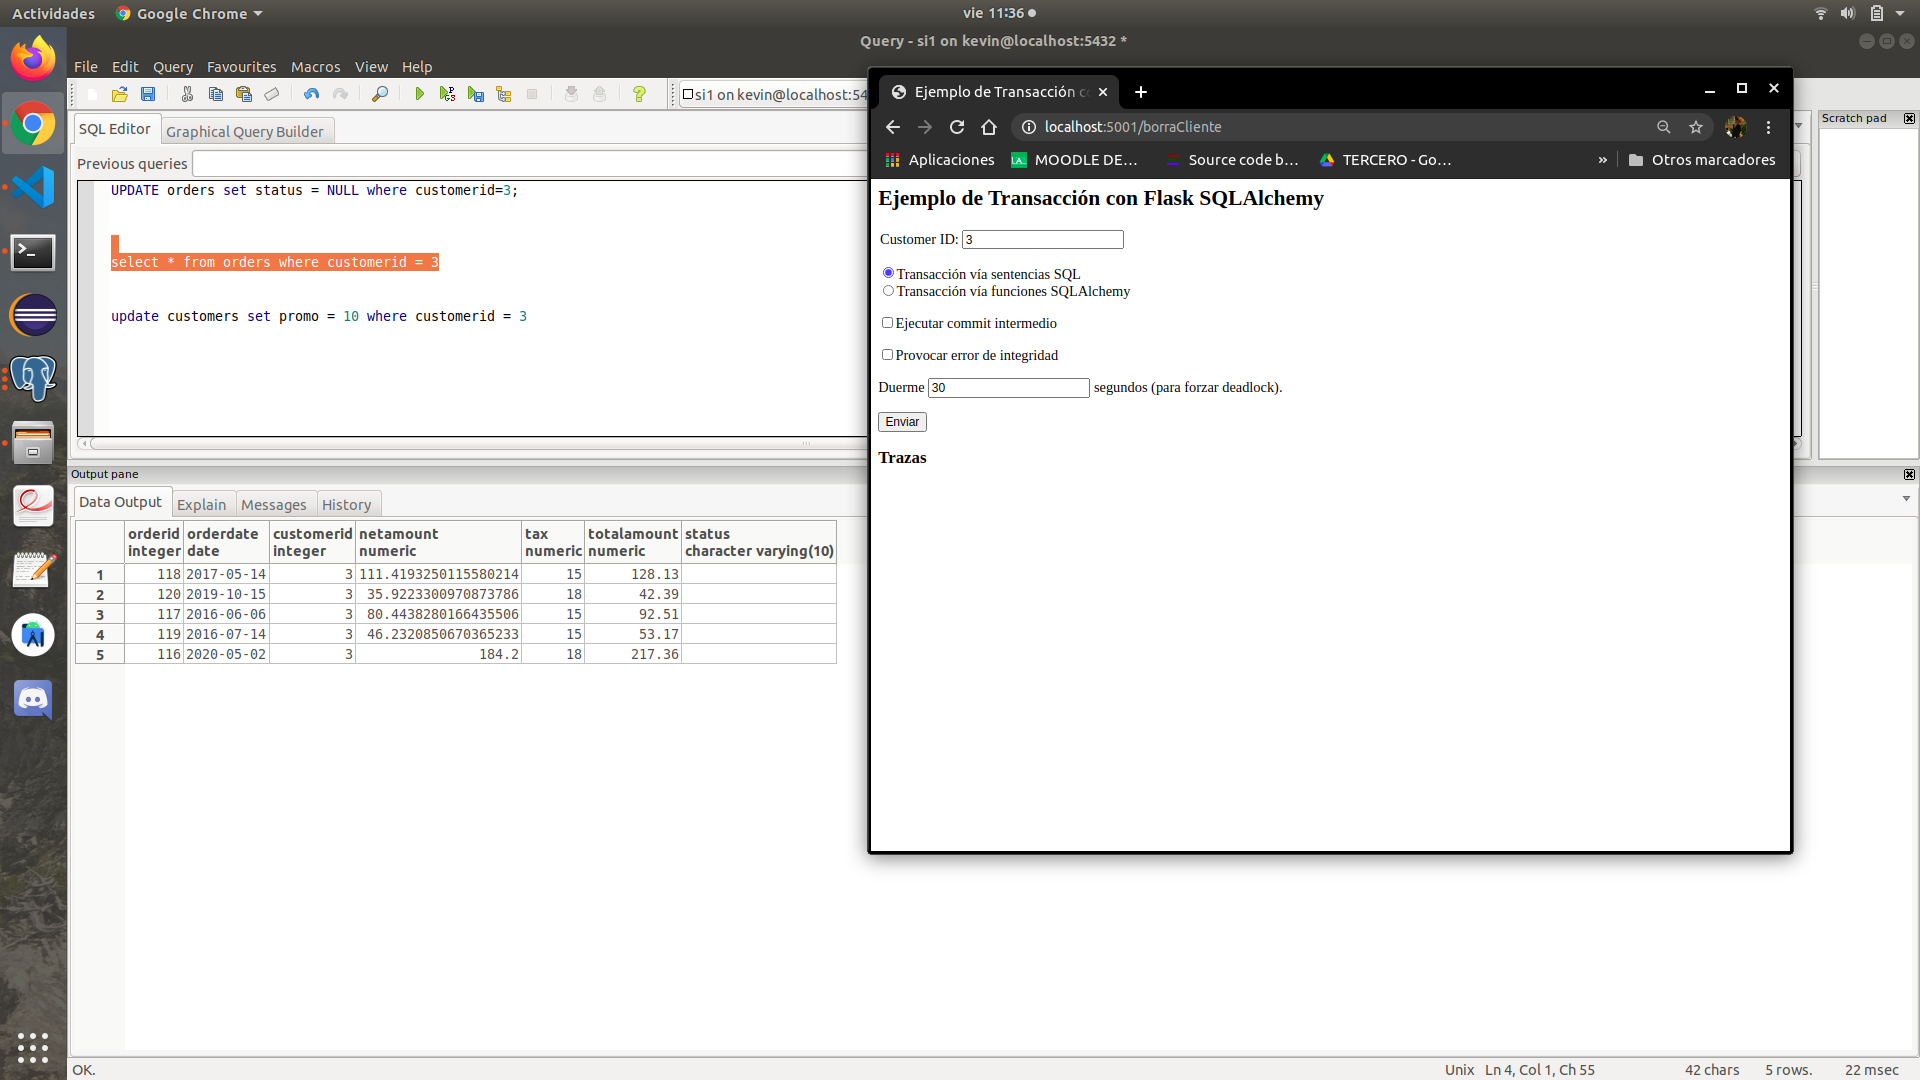 Actividades Google Chrome vie 11:36
Query - si1 on kevin@localhost:5432 *
File Edit Query Favourites Macros View Help
si1 on kevin@localhost:54
SQL Editor Graphical Query Builder
Previous queries
UPDATE orders set status = NULL where customerid=3;
select * from orders where customerid = 3
update customers set promo = 10 where customerid = 3
Scratch pad
Output pane
Data Output Explain Messages History
orderid orderdate customerid netamount tax totalamount status
integer date integer numeric numeric numeric character varying(10)
1 118 2017-05-14 3 111.4193250115580214 15 128.13
2 120 2019-10-15 3 35.9223300970873786 18 42.39
3 117 2016-06-06 3 80.4438280166435506 15 92.51
4 119 2016-07-14 3 46.2320850670365233 15 53.17
5 116 2020-05-02 3 184.2 18 217.36
Ejemplo de Transacción c
localhost:5001/borraCliente
Aplicaciones MOODLE DE... Source code b... TERCERO - Go... » Otros marcadores
Ejemplo de Transacción con Flask SQLAlchemy
Customer ID: 3
Transacción vía sentencias SQL
Transacción vía funciones SQLAlchemy
Ejecutar commit intermedio
Provocar error de integridad
Duerme 30 segundos (para forzar deadlock).
Enviar
Trazas
OK. Unix Ln 4, Col 1, Ch 55 42 chars 5 rows. 22 msec